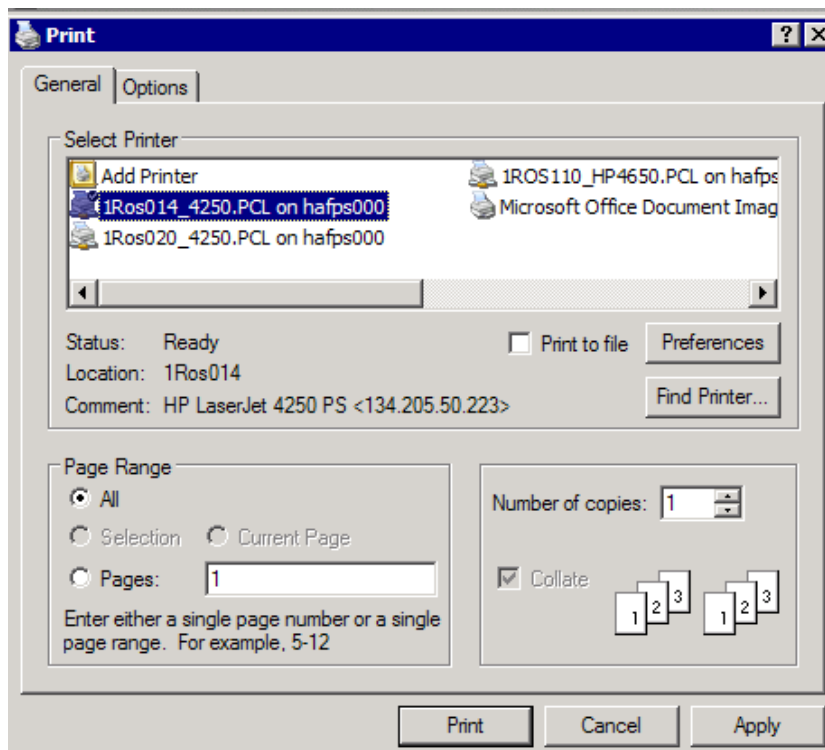 Print
General Options
Select Printer
Add Printer
1Ros014_4250.PCL on hafps000
1Ros020_4250.PCL on hafps000
1ROS110_HP4650.PCL on hafps
Microsoft Office Document Imag
Status: Ready
Print to file
Preferences
Location: 1Ros014
Comment: HP LaserJet 4250 PS <134.205.50.223>
Find Printer...
Page Range
All
Selection Current Page
Pages: 1
Enter either a single page number or a single
page range. For example, 5-12
Number of copies: 1
Collate
1 2 3 1 2 3
Print Cancel Apply